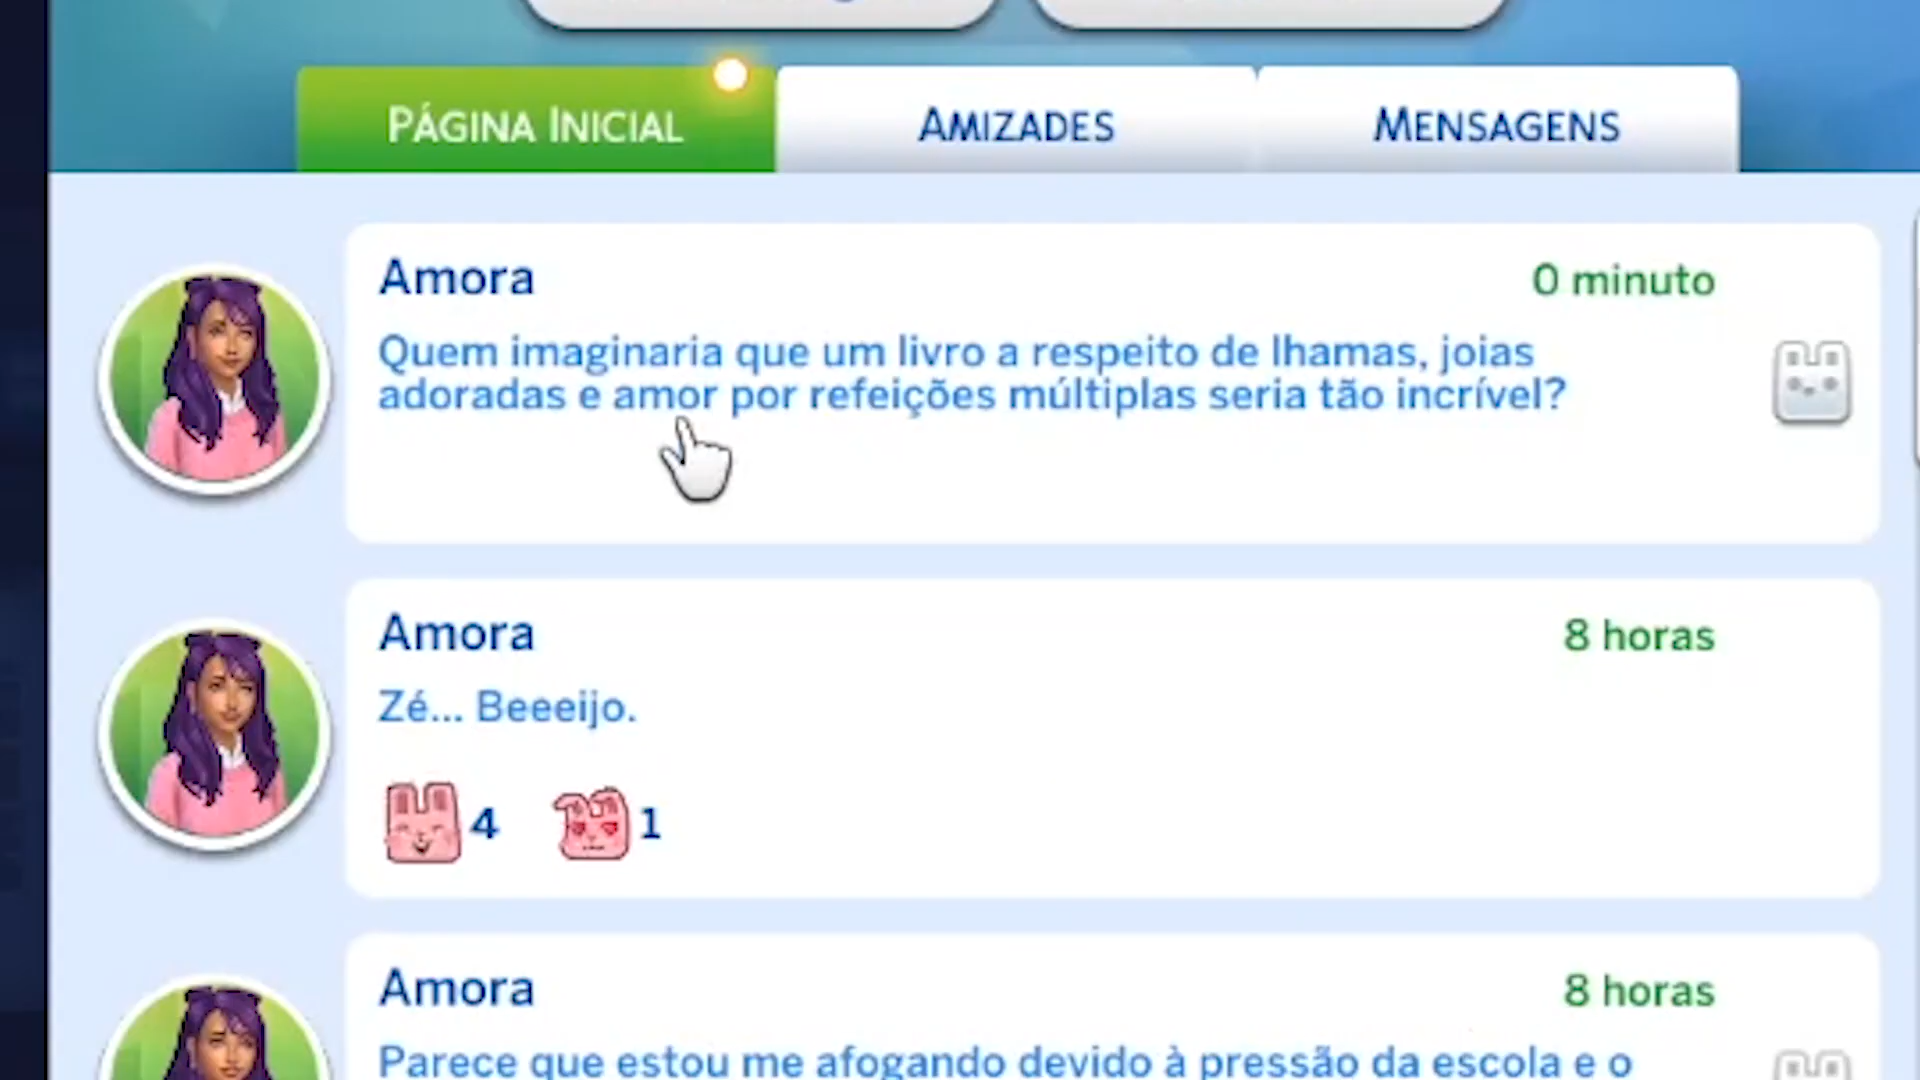 PÁGINA INICIAL
AMIZADES
MENSAGENS
Amora
0 minuto
Quem imaginaria que um livro a respeito de lhamas, joias
adoradas e amor por refeições múltiplas seria tão incrível?
Amora
8 horas
Zé... Beeeijo.
4
1
Amora
8 horas
Parece que estou me afogando devido à pressão da escola e o